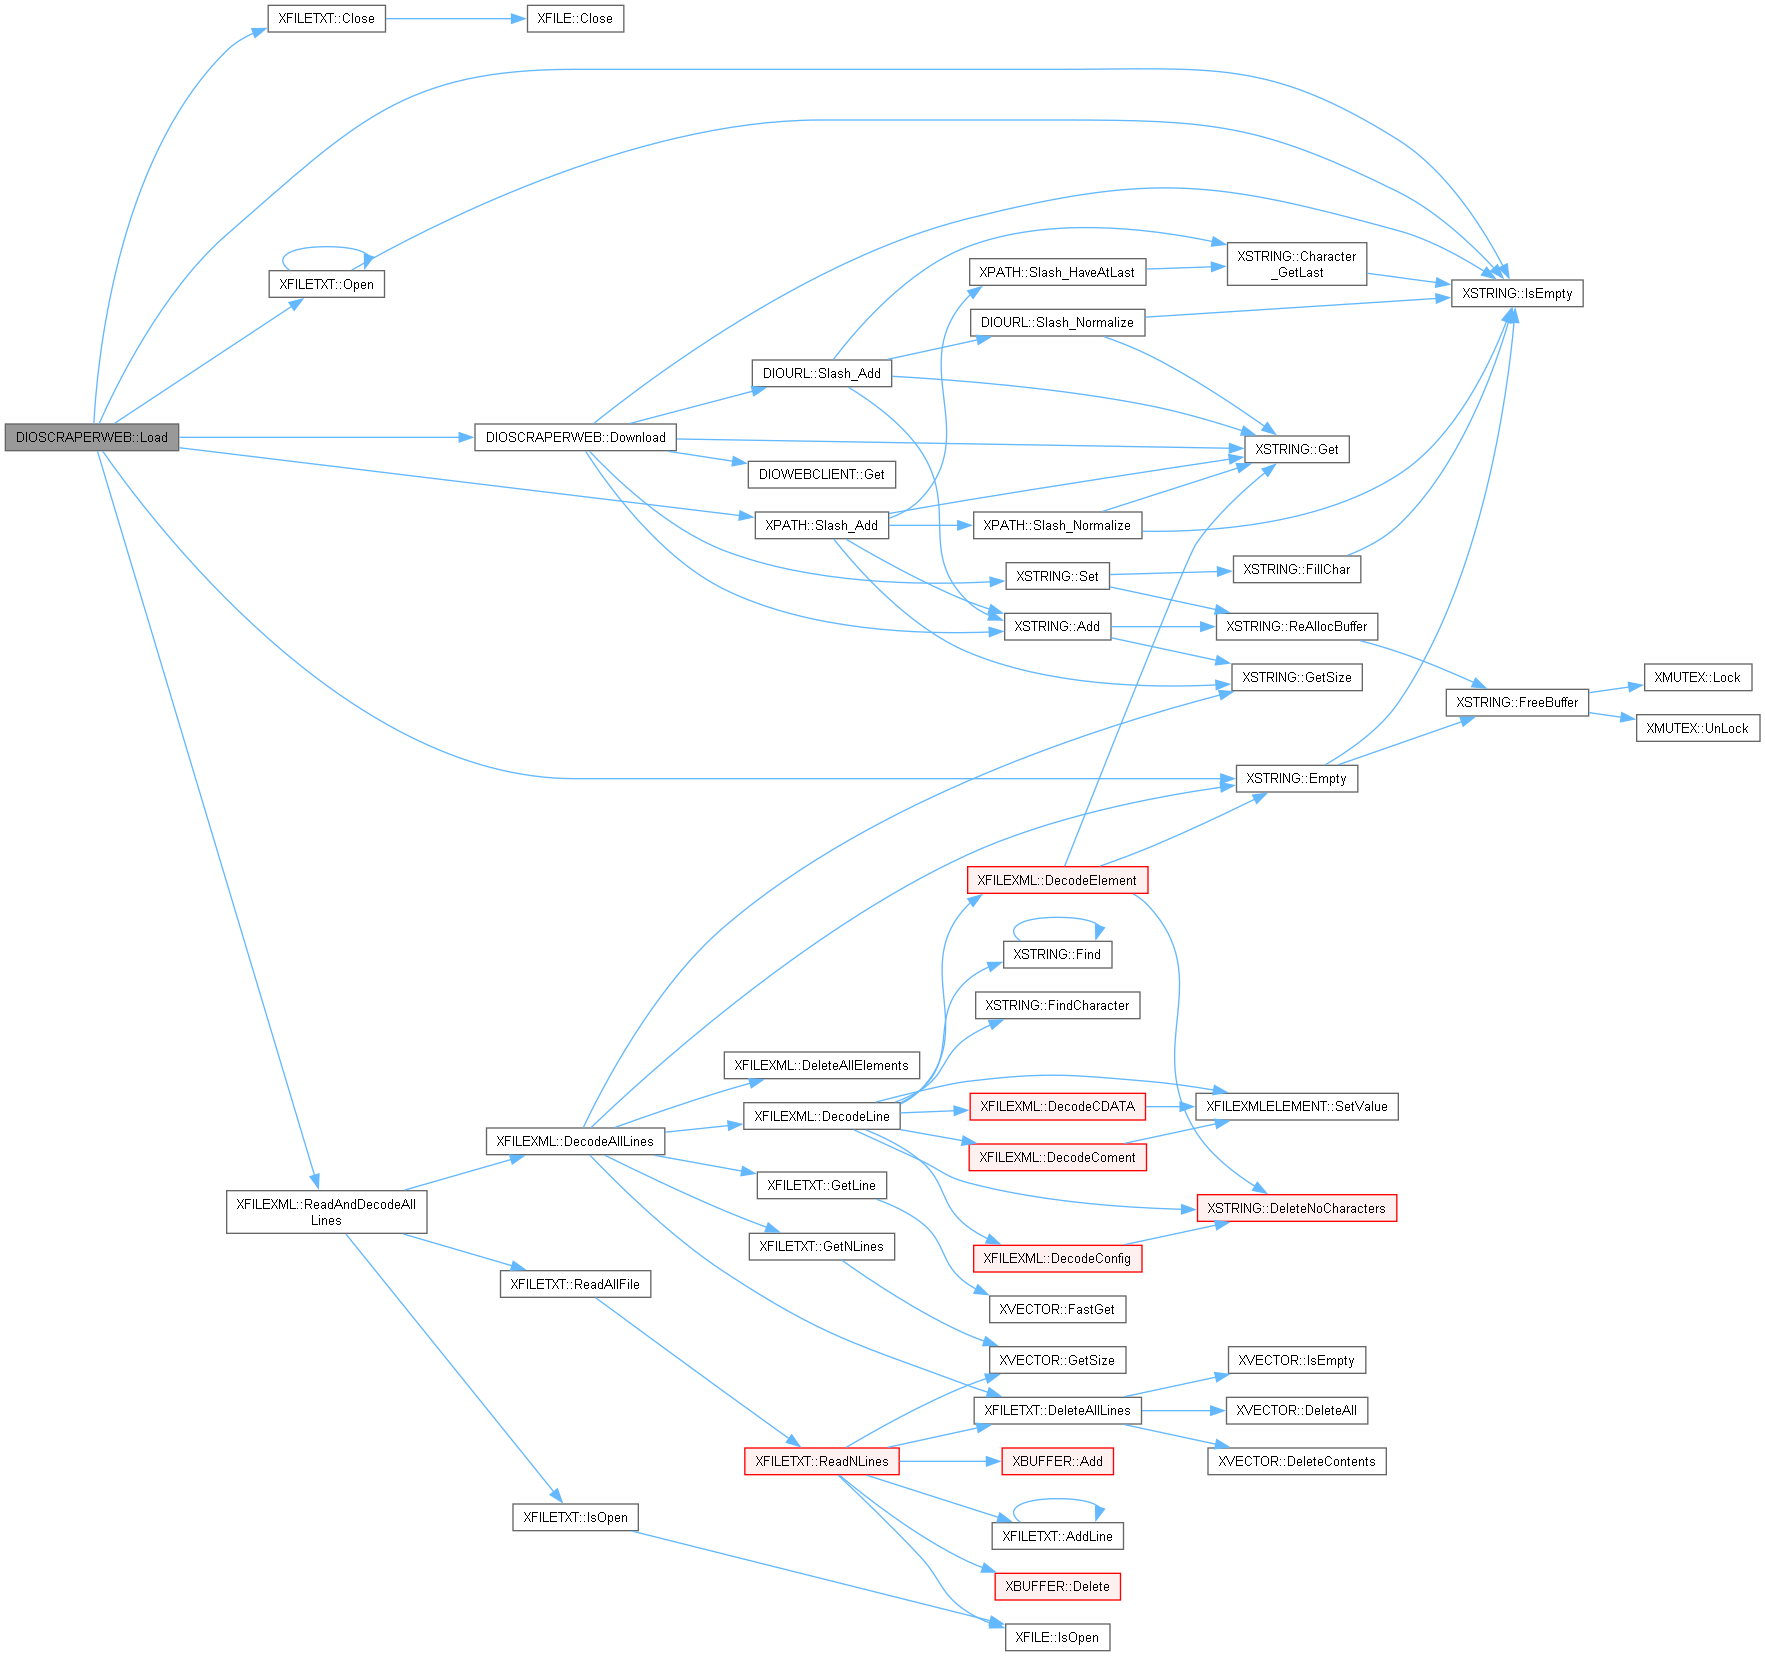 XFILETXT::Close
XFILE::Close
XFILETXT::Open
XPATH::Slash_HaveAtLast
XSTRING::Character
_GetLast
XSTRING::IsEmpty
DIOURL::Slash_Normalize
DIOURL::Slash_Add
DIOSCRAPERWEB::Load
DIOSCRAPERWEB::Download
XSTRING::Get
DIOWEBCLIENT::Get
XPATH::Slash_Add
XPATH::Slash_Normalize
XSTRING::Set
XSTRING::FillChar
XSTRING::Add
XSTRING::ReAllocBuffer
XSTRING::GetSize
XMUTEX::Lock
XSTRING::FreeBuffer
XMUTEX::UnLock
XSTRING::Empty
XFILEXML::DecodeElement
XSTRING::Find
XSTRING::FindCharacter
XFILEXML::DeleteAllElements
XFILEXML::DecodeLine
XFILEXML::DecodeCDATA
XFILEXMLELEMENT::SetValue
XFILEXML::DecodeAllLines
XFILEXML::DecodeComent
XFILETXT::GetLine
XFILEXML::ReadAndDecodeAll
Lines
XSTRING::DeleteNoCharacters
XFILETXT::GetNLines
XFILEXML::DecodeConfig
XFILETXT::ReadAllFile
XVECTOR::FastGet
XVECTOR::GetSize
XVECTOR::IsEmpty
XFILETXT::DeleteAllLines
XVECTOR::DeleteAll
XFILETXT::ReadNLines
XBUFFER::Add
XVECTOR::DeleteContents
XFILETXT::IsOpen
XFILETXT::AddLine
XBUFFER::Delete
XFILE::IsOpen